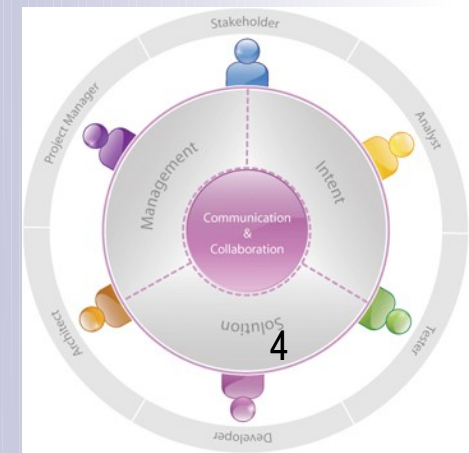 Stakeholder
Project Manager
Analyst
Management
Intent
Communication
&
Collaboration
Solution
4
Architect
Tester
Developer